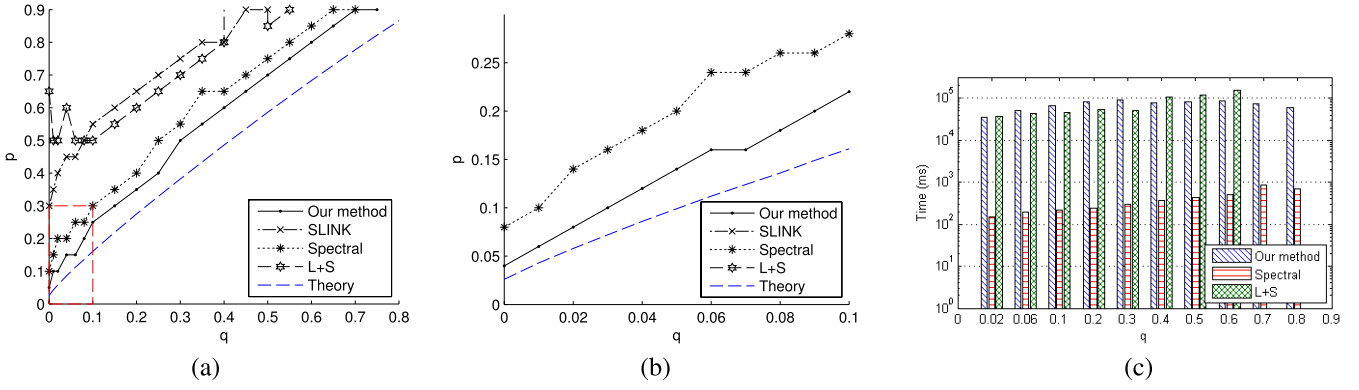 0.9
0.8
0.7
0.6
0.5
0.4
0.3
0.2
0.1
0
p
0 0.1 0.2 0.3 0.4 0.5 0.6 0.7 0.8
q
Our method
SLINK
Spectral
L+S
Theory
(a)
0.25
0.2
0.15
0.1
0.05
0
p
0 0.02 0.04 0.06 0.08 0.1
q
Our method
SLINK
Spectral
L+S
Theory
(b)
10^5
10^4
10^3
10^2
10^1
10^0
Time (ms)
0 0.02 0.06 0.1 0.2 0.3 0.4 0.5 0.6 0.7 0.8 0.9
q
Our method
Spectral
L+S
(c)